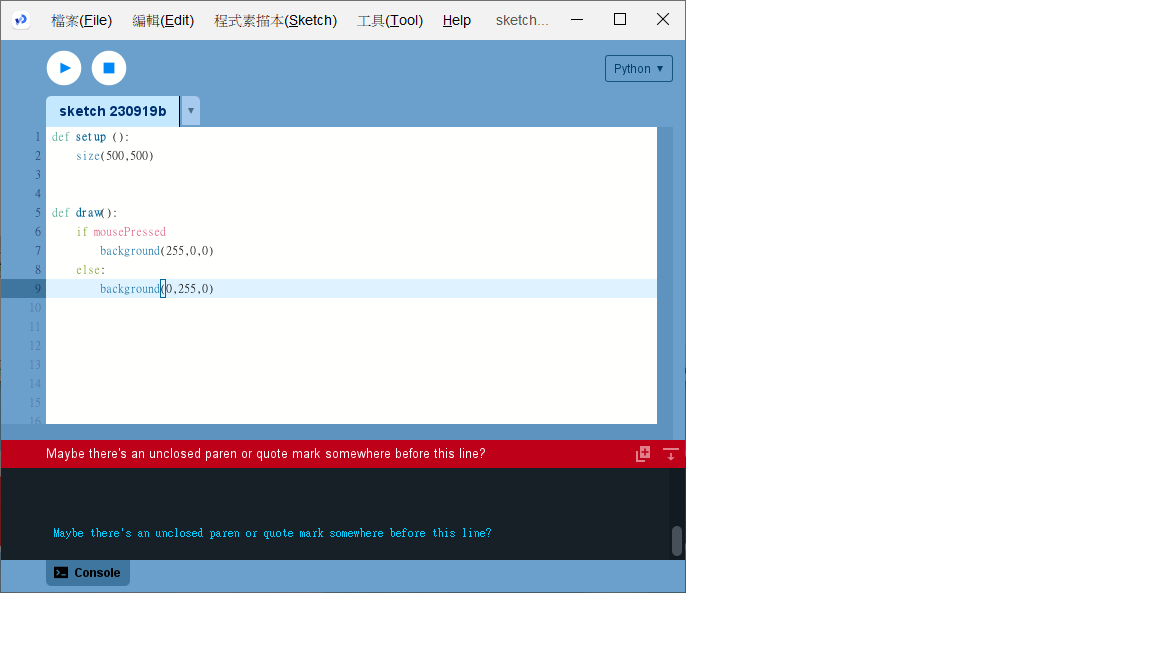 檔案(File) 編輯(Edit) 程式素描本(Sketch) 工具(Tool) Help sketch...
Python ▼
sketch 230919b ▼
1 def setup ():
2 size(500,500)
3
4
5 def draw():
6 if mousePressed
7 background(255,0,0)
8 else:
9 background(0,255,0)
10
11
12
13
14
15
16
Maybe there's an unclosed paren or quote mark somewhere before this line?
Maybe there's an unclosed paren or quote mark somewhere before this line?
Console